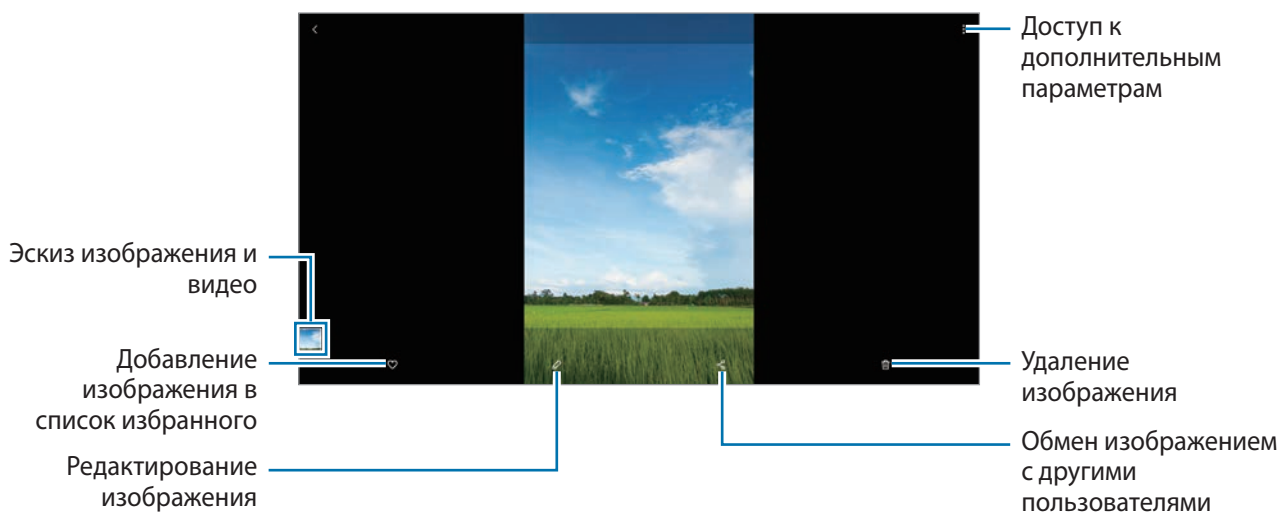 Доступ к
дополнительным
параметрам
Эскиз изображения и
видео
Добавление
изображения в
список избранного
Редактирование
изображения
Удаление
изображения
Обмен изображением
с другими
пользователями